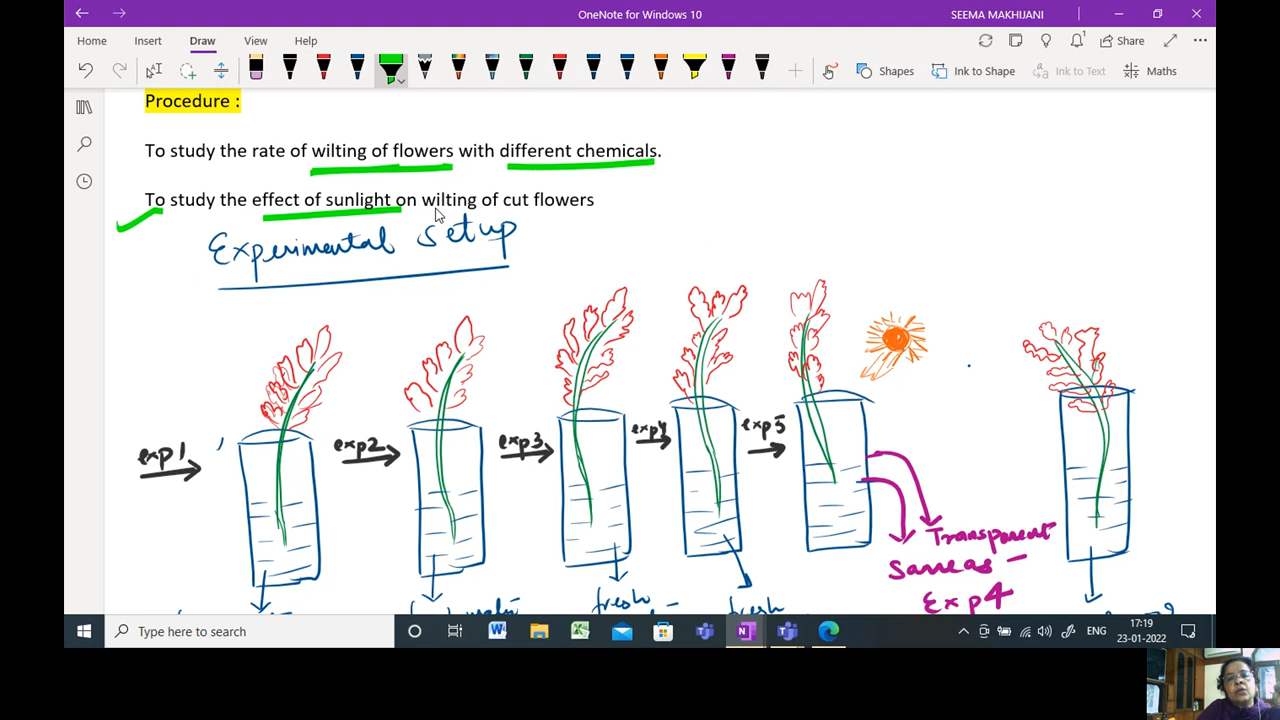 OneNote for Windows 10
SEEMA MAKHIJANI
Home Insert Draw View Help
Share
Shapes Ink to Shape Ink to Text Maths
Procedure :
To study the rate of wilting of flowers with different chemicals.
To study the effect of sunlight on wilting of cut flowers
Experimental Setup
exp1 exp2 exp3 exp4 exp5
Transparent
Same as -
Exp4
fresh fresh
Type here to search
ENG
17:19
23-01-2022